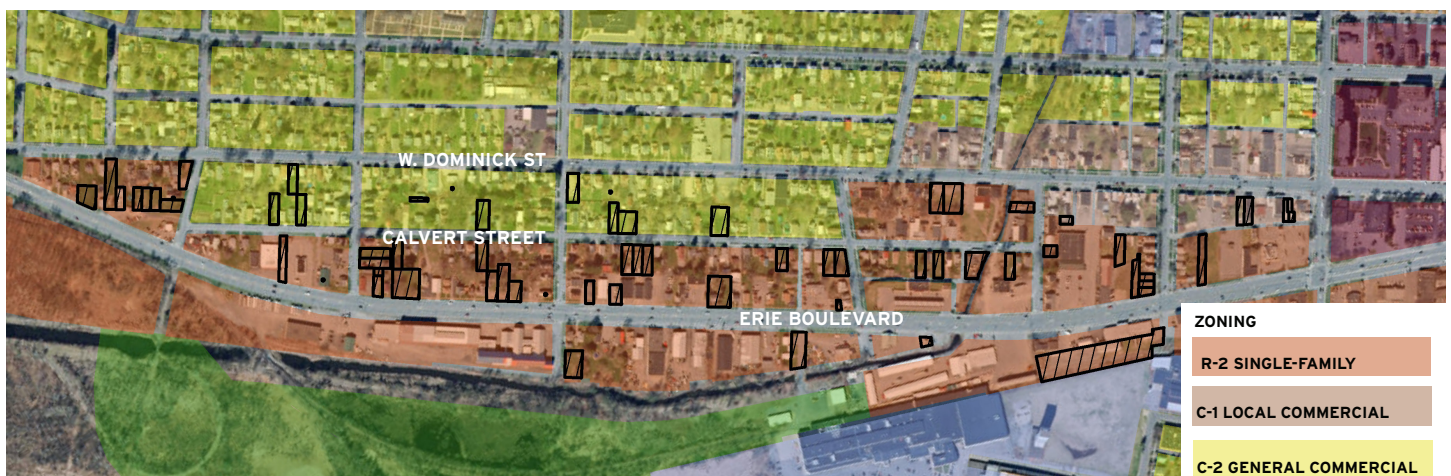 W. DOMINICK ST
CALVERT STREET
ERIE BOULEVARD
ZONING
R-2 SINGLE-FAMILY
C-1 LOCAL COMMERCIAL
C-2 GENERAL COMMERCIAL